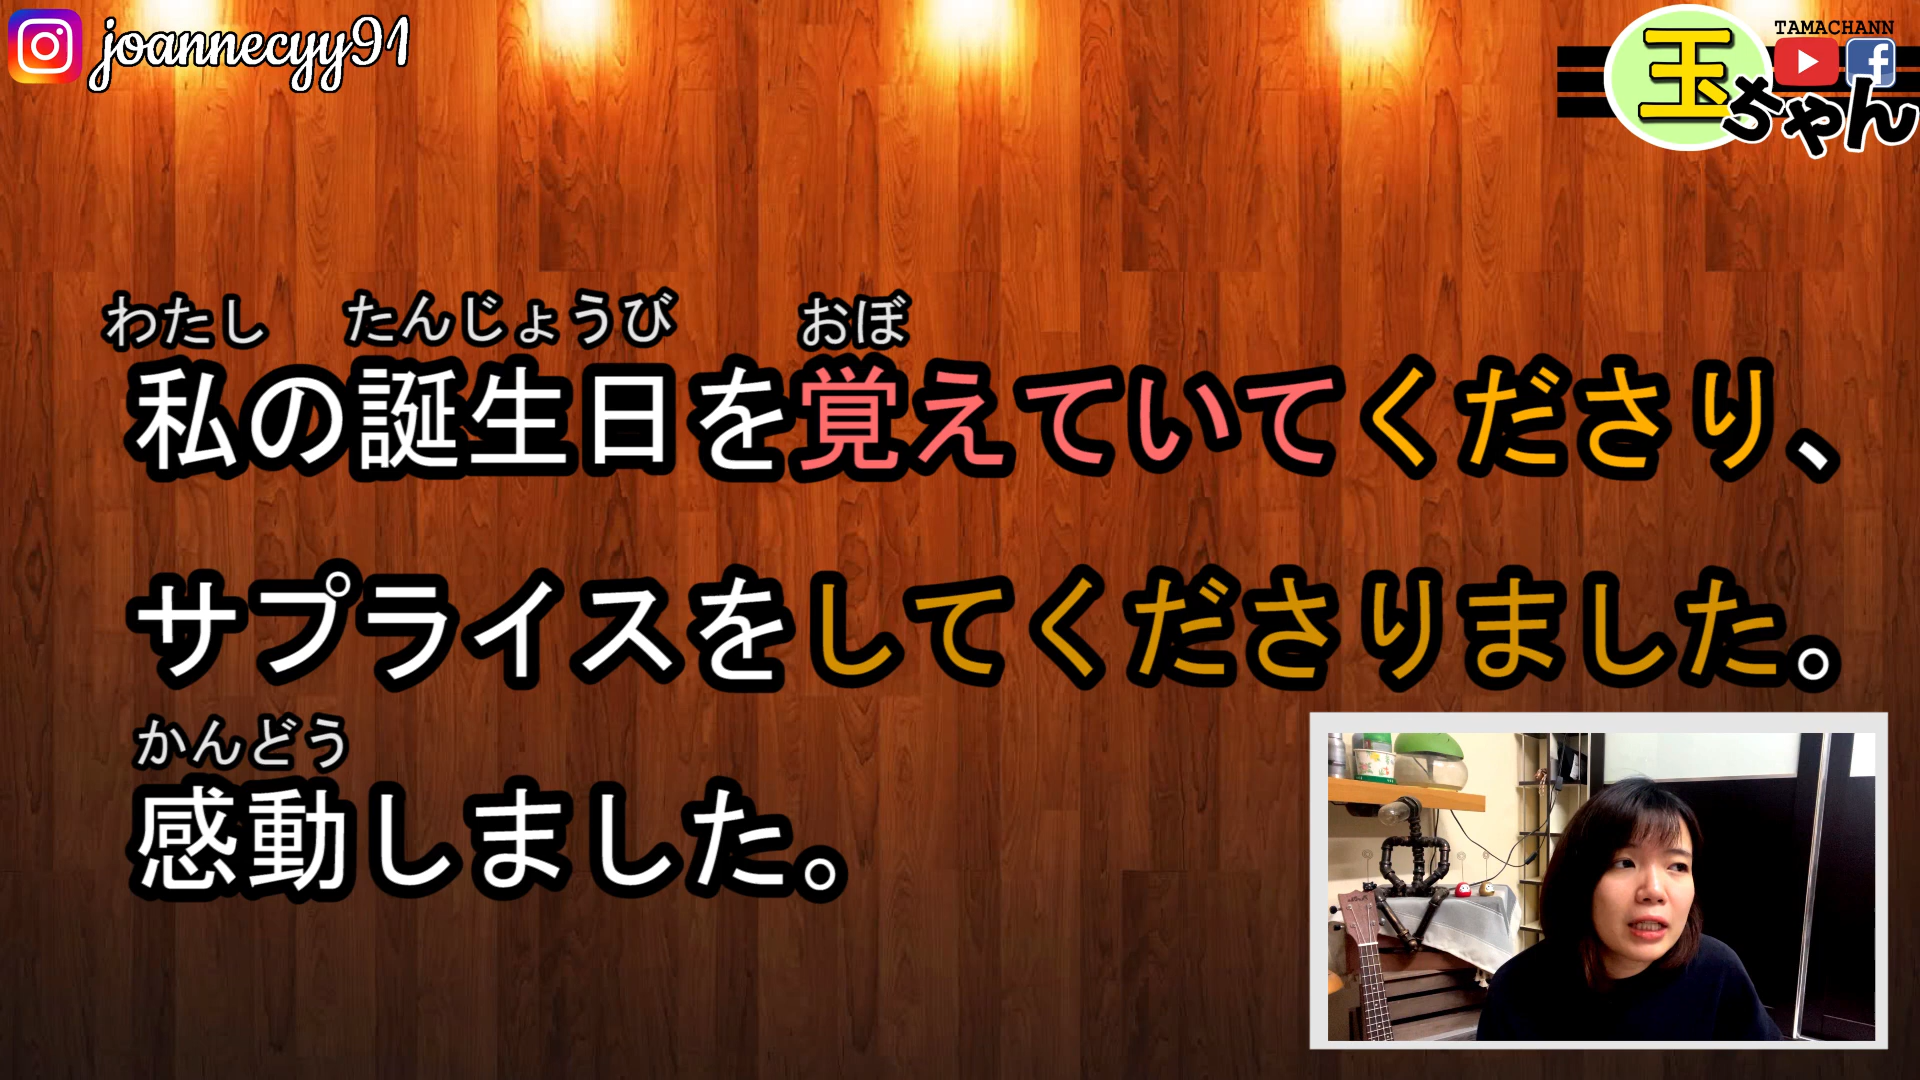 joannecyy91
TAMACHANN
玉ちゃん
わたし たんじょうび おぼ
私の誕生日を覚えていてくださり、
サプライズをしてくださりました。
かんどう
感動しました。